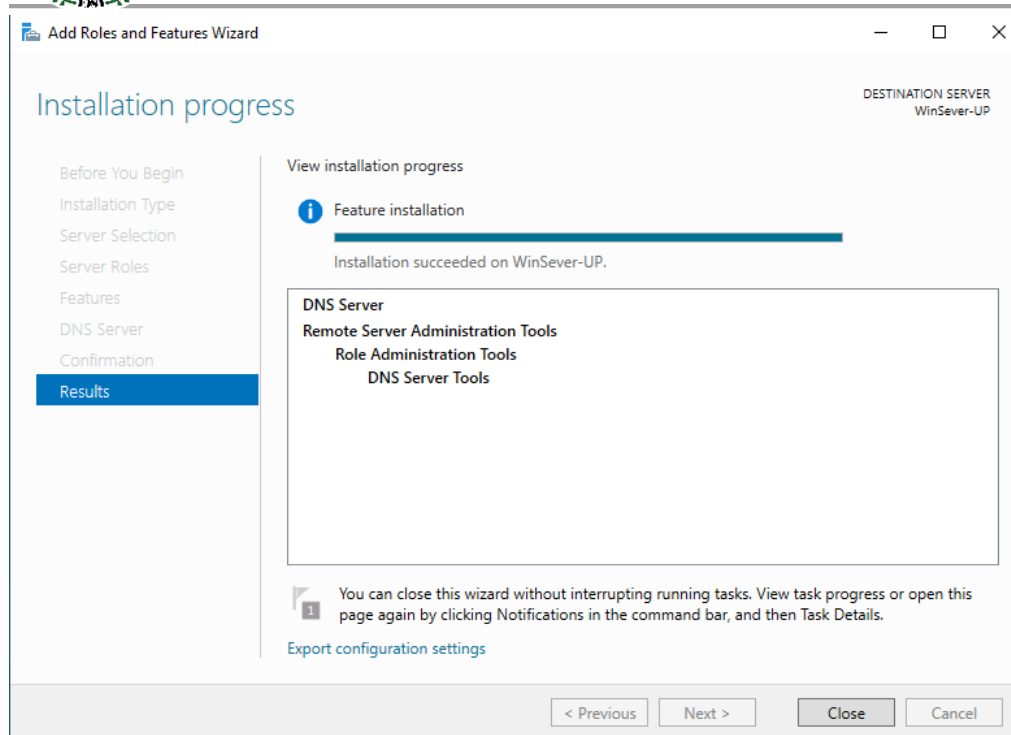 Add Roles and Features Wizard
Installation progress
DESTINATION SERVER
WinSever-UP
Before You Begin
Installation Type
Server Selection
Server Roles
Features
DNS Server
Confirmation
Results
View installation progress
Feature installation
Installation succeeded on WinSever-UP.
DNS Server
Remote Server Administration Tools
Role Administration Tools
DNS Server Tools
1
You can close this wizard without interrupting running tasks. View task progress or open this
page again by clicking Notifications in the command bar, and then Task Details.
Export configuration settings
< Previous
Next >
Close
Cancel